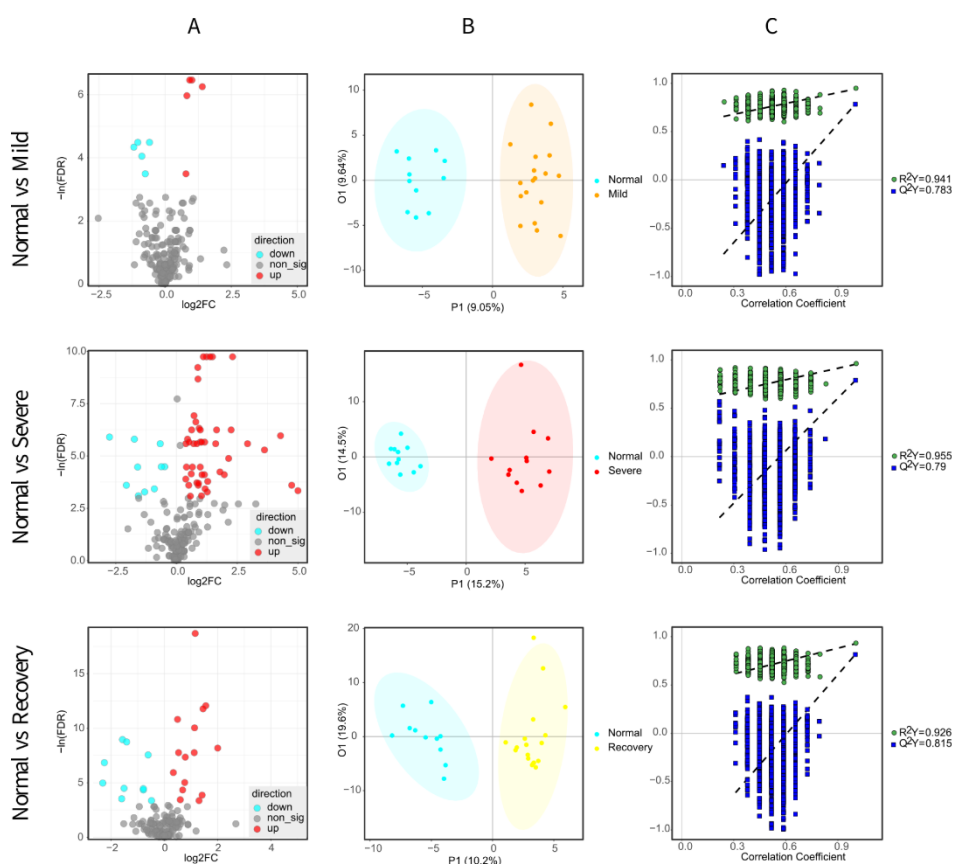 A B C
Normal vs Mild
−ln(FDR)
6
4
2
0
−2.5 0.0 2.5 5.0
log2FC
direction
down
non_sig
up
O1 (9.64%)
10
5
0
−5
−10
−5 0 5
P1 (9.05%)
Normal
Mild
1.0
0.5
0.0
−0.5
−1.0
0.0 0.3 0.6 0.9
Correlation Coefficient
R²Y=0.941
Q²Y=0.783
Normal vs Severe
−ln(FDR)
10.0
7.5
5.0
2.5
0.0
−2.5 0.0 2.5 5.0
log2FC
direction
down
non_sig
up
O1 (14.5%)
10
0
−10
−5 0 5 10
P1 (15.2%)
Normal
Severe
1.0
0.5
0.0
−0.5
−1.0
0.0 0.3 0.6 0.9
Correlation Coefficient
R²Y=0.955
Q²Y=0.79
Normal vs Recovery
−ln(FDR)
15
10
5
0
−2 0 2 4
log2FC
direction
down
non_sig
up
O1 (19.6%)
20
10
0
−10
−10 −5 0 5 10
P1 (10.2%)
Normal
Recovery
1.0
0.5
0.0
−0.5
−1.0
0.0 0.3 0.6 0.9
Correlation Coefficient
R²Y=0.926
Q²Y=0.815